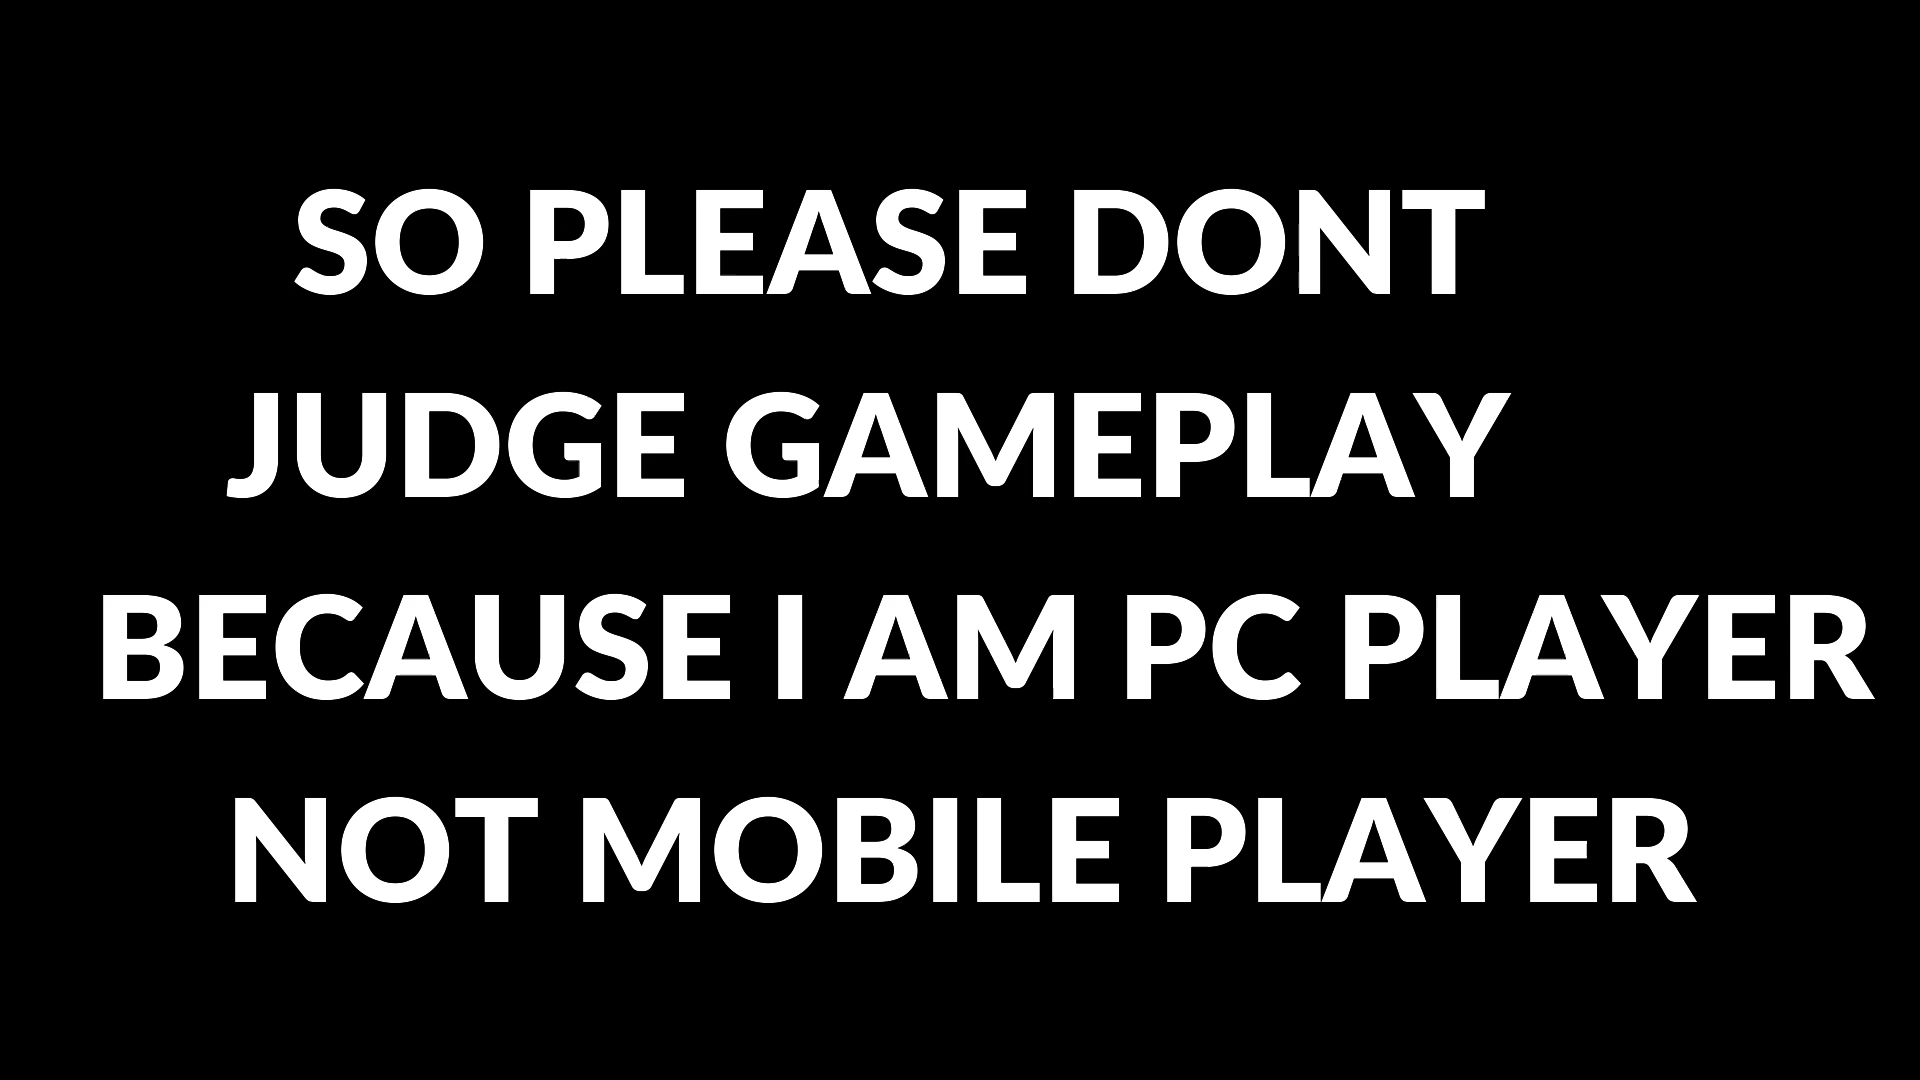 SO PLEASE DONT
JUDGE GAMEPLAY
BECAUSE I AM PC PLAYER
NOT MOBILE PLAYER